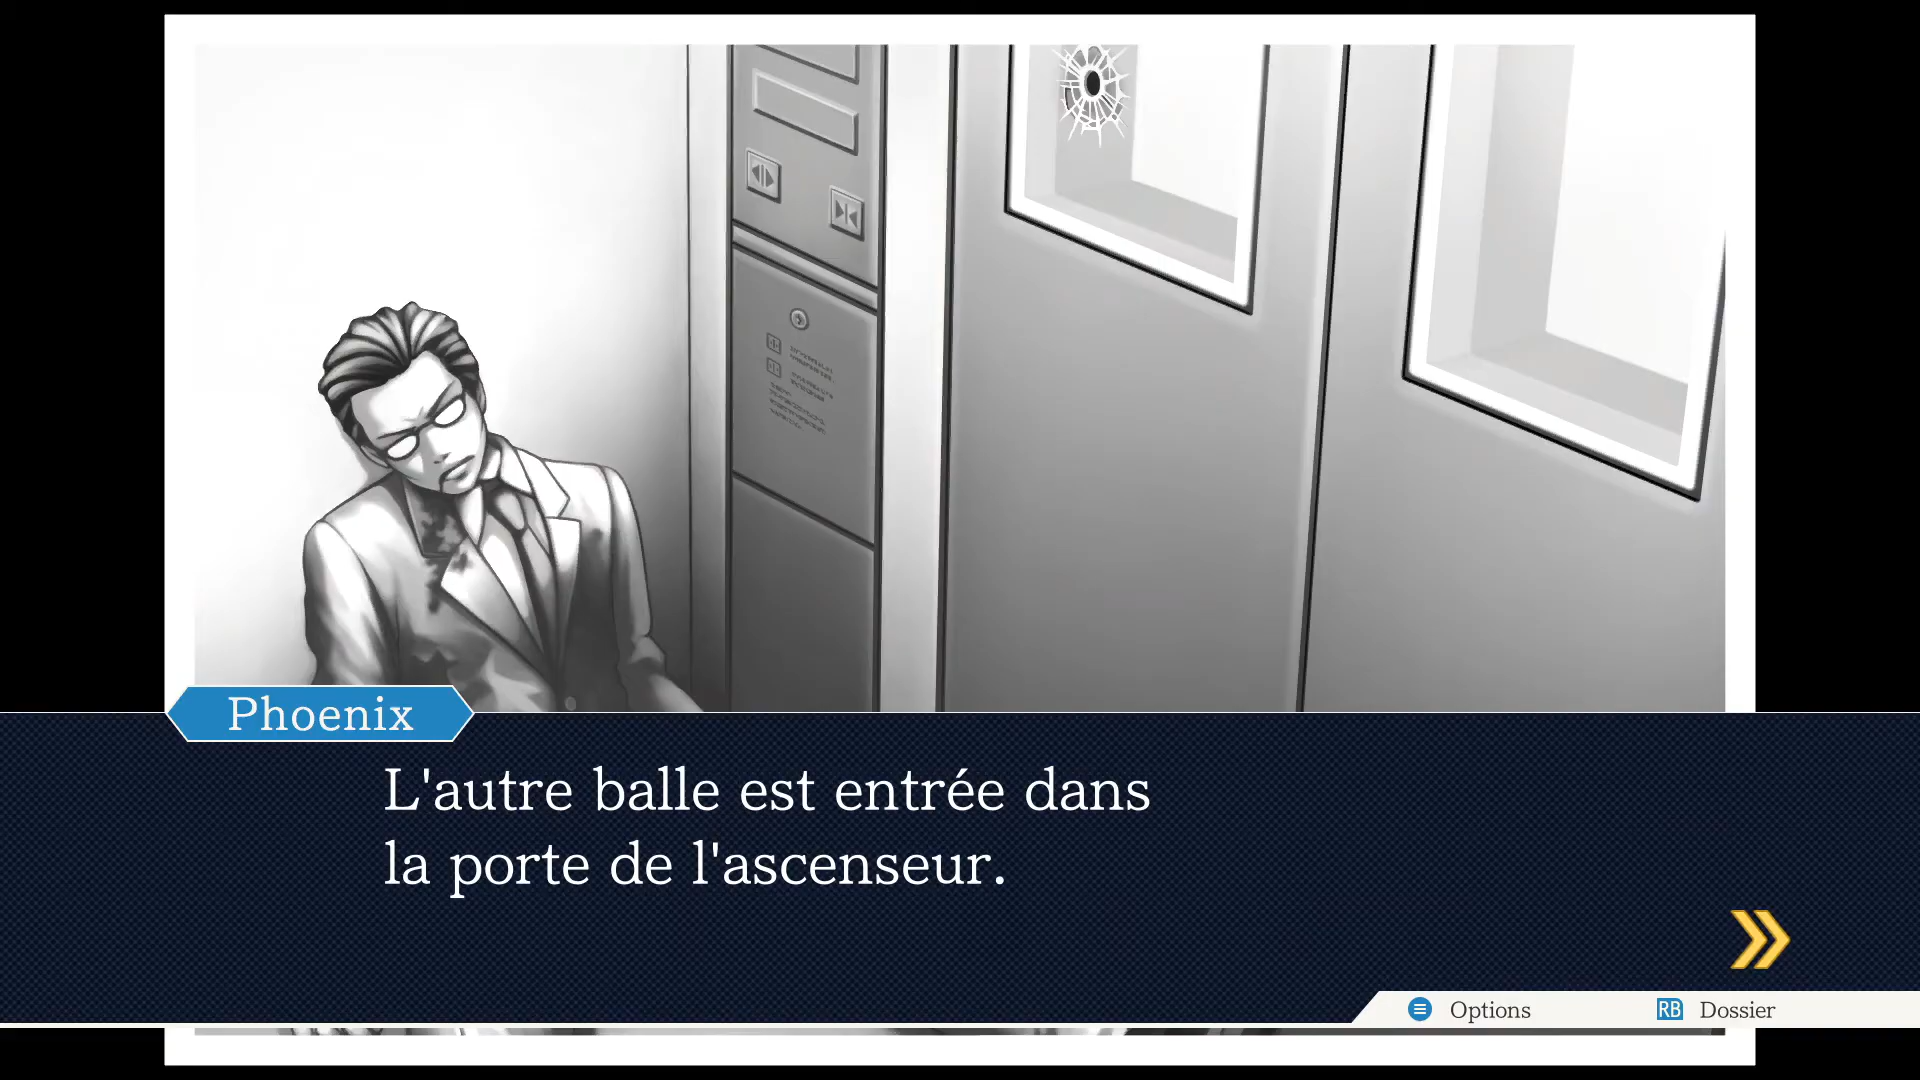 Phoenix
L'autre balle est entrée dans
la porte de l'ascenseur.
Options
RB Dossier